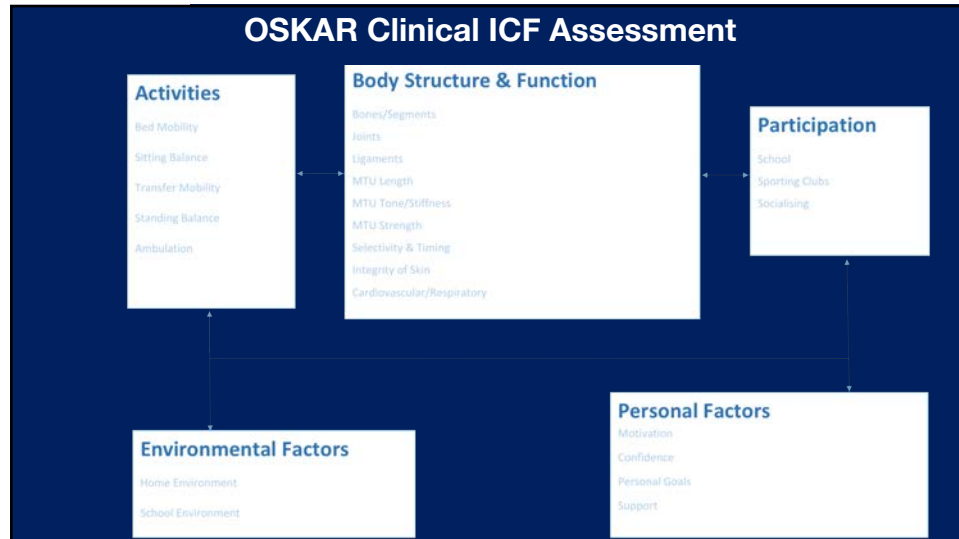 OSKAR Clinical ICF Assessment
Activities
Bed Mobility
Sitting Balance
Transfer Mobility
Standing Balance
Ambulation
Body Structure & Function
Bones/Segments
Joints
Ligaments
MTU Length
MTU Tone/Stiffness
MTU Strength
Selectivity & Timing
Integrity of Skin
Cardiovascular/Respiratory
Participation
School
Sporting Clubs
Socialising
Environmental Factors
Home Environment
School Environment
Personal Factors
Motivation
Confidence
Personal Goals
Support